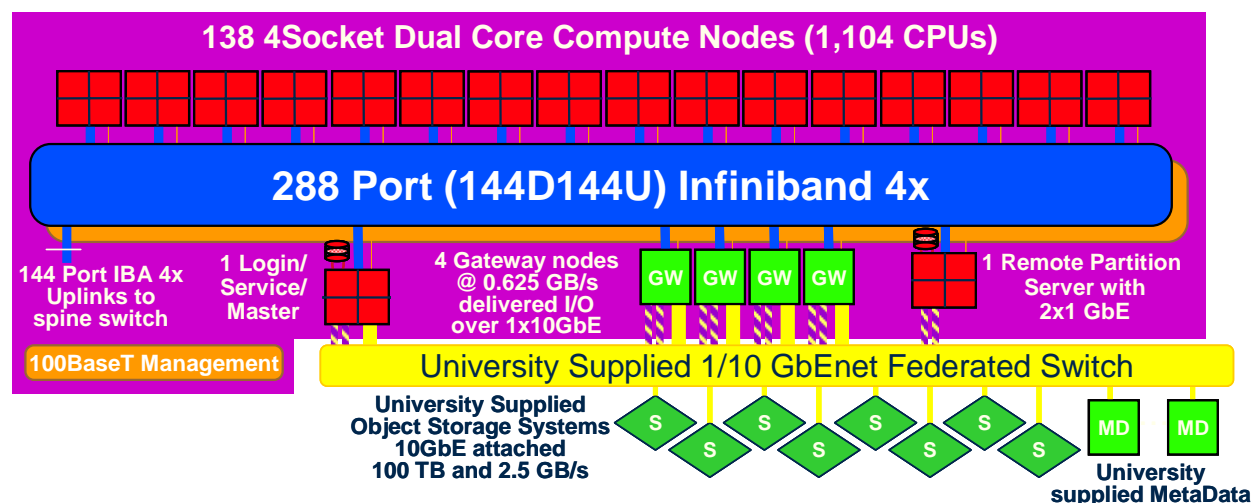 138 4Socket Dual Core Compute Nodes (1,104 CPUs)
288 Port (144D144U) Infiniband 4x
144 Port IBA 4x
Uplinks to
spine switch
1 Login/
Service/
Master
4 Gateway nodes
@ 0.625 GB/s
delivered I/O
over 1x10GbE
GW GW GW GW
1 Remote Partition
Server with
2x1 GbE
100BaseT Management
University Supplied 1/10 GbEnet Federated Switch
University Supplied
Object Storage Systems
10GbE attached
100 TB and 2.5 GB/s
S S S S
S S S S
MD MD
University
supplied MetaData